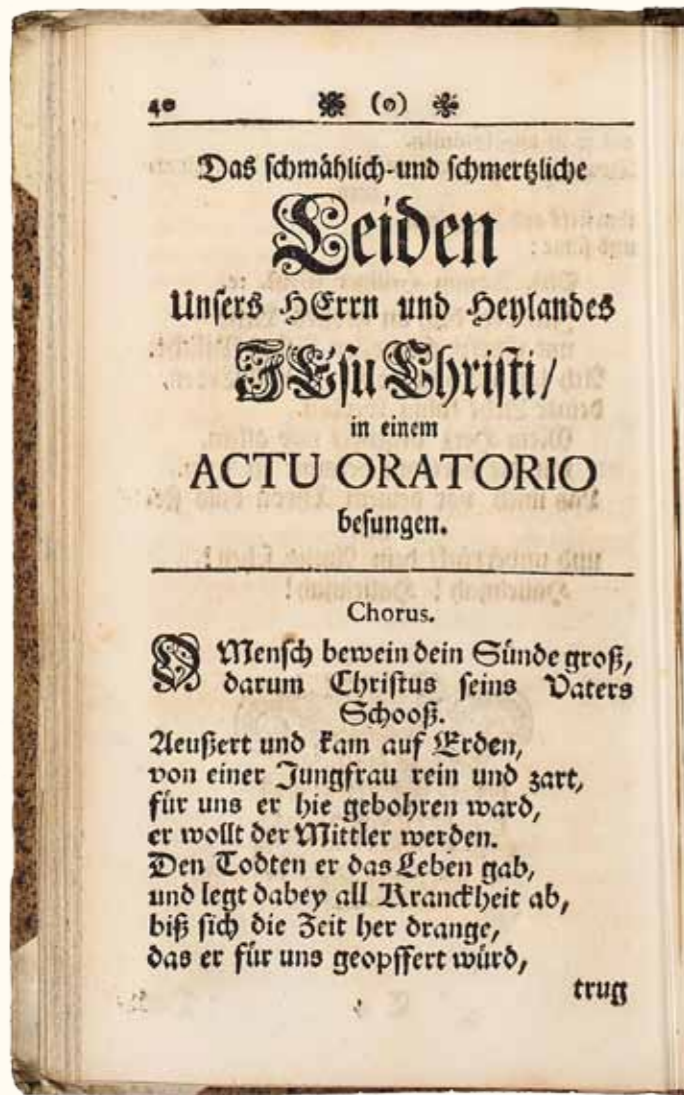 40 (o)
Das schmählich-und schmertzliche
Leiden
Unsers HErrn und Heylandes
JEsu Christi/
in einem
ACTU ORATORIO
besungen.
Chorus.
O Mensch bewein dein Sünde groß,
darum Christus seins Vaters
Schooß.
Aeußert und kam auf Erden,
von einer Jungfrau rein und zart,
für uns er hie gebohren ward,
er wollt der Mittler werden.
Den Todten er das Leben gab,
und legt dabey all Kranckheit ab,
biß sich die Zeit her drange,
das er für uns geopffert würd,
trug